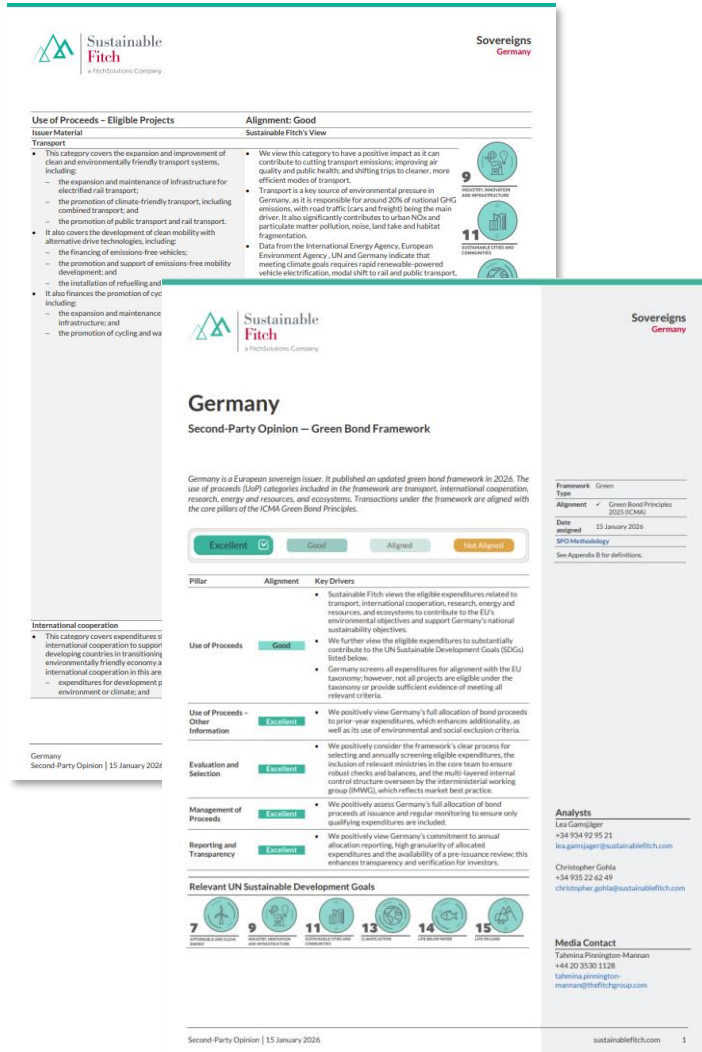 Sustainable
Fitch
a FitchSolutions Company
Sovereigns
Germany
Use of Proceeds – Eligible Projects
Alignment: Good
Issuer Material
Sustainable Fitch's View
Transport
• This category covers the expansion and improvement of
clean and environmentally friendly transport systems,
including:
– the expansion and maintenance of infrastructure for
electrified rail transport;
– the promotion of climate-friendly transport, including
combined transport; and
– the promotion of public transport and rail transport.
• It also covers the development of clean mobility with
alternative drive technologies, including:
– the financing of emissions-free vehicles;
– the promotion and support of emissions-free mobility
development; and
– the installation of refuelling and
• It also finances the promotion of cyc
including:
– the expansion and maintenance
infrastructure; and
– the promotion of cycling and wa
• We view this category to have a positive impact as it can
contribute to cutting transport emissions; improving air
quality and public health; and shifting trips to cleaner, more
efficient modes of transport.
• Transport is a key source of environmental pressure in
Germany, as it is responsible for around 20% of national GHG
emissions, with road traffic (cars and freight) being the main
driver. It also significantly contributes to urban NOx and
particulate matter pollution, noise, land take and habitat
fragmentation.
• Data from the International Energy Agency, European
Environment Agency , UN and Germany indicate that
meeting climate goals requires rapid renewable-powered
vehicle electrification, modal shift to rail and public transport,
9
INDUSTRY, INNOVATION
AND INFRASTRUCTURE
11
SUSTAINABLE CITIES AND
COMMUNITIES
International cooperation
• This category covers expenditures st
international cooperation to support
developing countries in transitioning
environmentally friendly economy a
international cooperation in this are
– expenditures for development p
environment or climate; and
Germany
Second-Party Opinion | 15 January 2026
Sustainable
Fitch
a FitchSolutions Company
Sovereigns
Germany
Germany
Second-Party Opinion — Green Bond Framework
Germany is a European sovereign issuer. It published an updated green bond framework in 2026. The
use of proceeds (UoP) categories included in the framework are transport, international cooperation,
research, energy and resources, and ecosystems. Transactions under the framework are aligned with
the core pillars of the ICMA Green Bond Principles.
Excellent
Good
Aligned
Not Aligned
Pillar
Alignment
Key Drivers
Use of Proceeds
Good
• Sustainable Fitch views the eligible expenditures related to
transport, international cooperation, research, energy and
resources, and ecosystems to contribute to the EU's
environmental objectives and support Germany's national
sustainability objectives.
• We further view the eligible expenditures to substantially
contribute to the UN Sustainable Development Goals (SDGs)
listed below.
• Germany screens all expenditures for alignment with the EU
taxonomy; however, not all projects are eligible under the
taxonomy or provide sufficient evidence of meeting all
relevant criteria.
Use of Proceeds –
Other
Information
Excellent
• We positively view Germany's full allocation of bond proceeds
to prior-year expenditures, which enhances additionality, as
well as its use of environmental and social exclusion criteria.
Evaluation and
Selection
Excellent
• We positively consider the framework's clear process for
selecting and annually screening eligible expenditures, the
inclusion of relevant ministries in the core team to ensure
robust checks and balances, and the multi-layered internal
control structure overseen by the interministerial working
group (IMWG), which reflects market best practice.
Management of
Proceeds
Excellent
• We positively assess Germany's full allocation of bond
proceeds at issuance and regular monitoring to ensure only
qualifying expenditures are included.
Reporting and
Transparency
Excellent
• We positively view Germany's commitment to annual
allocation reporting, high granularity of allocated
expenditures and the availability of a pre-issuance review; this
enhances transparency and verification for investors.
Relevant UN Sustainable Development Goals
7
AFFORDABLE AND CLEAN
ENERGY
9
INDUSTRY, INNOVATION
AND INFRASTRUCTURE
11
SUSTAINABLE CITIES AND
COMMUNITIES
13
CLIMATE ACTION
14
LIFE BELOW WATER
15
LIFE ON LAND
Framework
Type
Green
Alignment
✓ Green Bond Principles
2025 (ICMA)
Date
assigned
15 January 2026
SPO Methodology
See Appendix B for definitions.
Analysts
Lea Gamsjäger
+34 934 92 95 21
lea.gamsjager@sustainablefitch.com
Christopher Gohla
+34 935 22 62 49
christopher.gohla@sustainablefitch.com
Media Contact
Tahmina Pinnington-Mannan
+44 20 3530 1128
tahmina.pinnington-
mannan@thefitchgroup.com
Second-Party Opinion | 15 January 2026
sustainablefitch.com
1